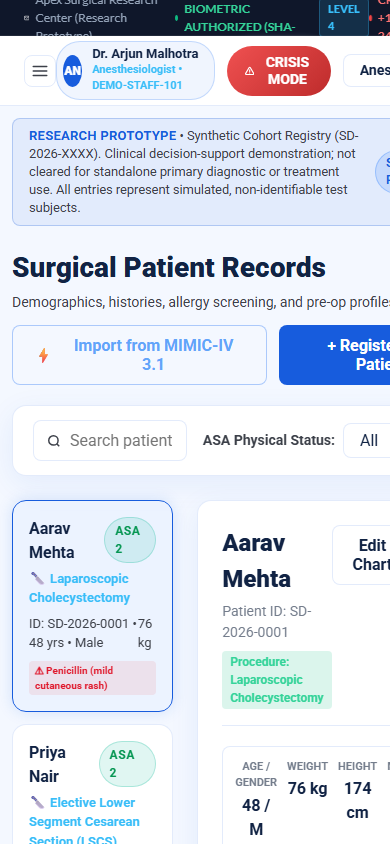 Apex Surgical Research
Center (Research
Prototype)
BIOMETRIC
AUTHORIZED (SHA-
LEVEL
4
+1
AN
Dr. Arjun Malhotra
Anesthesiologist •
DEMO-STAFF-101
⚠ CRISIS
MODE
Anes
RESEARCH PROTOTYPE • Synthetic Cohort Registry (SD-
2026-XXXX). Clinical decision-support demonstration; not
cleared for standalone primary diagnostic or treatment
use. All entries represent simulated, non-identifiable test
subjects.
Surgical Patient Records
Demographics, histories, allergy screening, and pre-op profiles
⚡ Import from MIMIC-IV
3.1
+ Registe
Patie
Search patient
ASA Physical Status:
All
Aarav
Mehta
ASA
2
Laparoscopic
Cholecystectomy
ID: SD-2026-0001 •
48 yrs • Male
76
kg
⚠ Penicillin (mild
cutaneous rash)
Priya
Nair
ASA
2
Elective Lower
Segment Cesarean
Section (LSCS)
Aarav
Mehta
Edit
Chart
Patient ID: SD-
2026-0001
Procedure:
Laparoscopic
Cholecystectomy
AGE /
GENDER
48 /
M
WEIGHT
76 kg
HEIGHT
174
cm